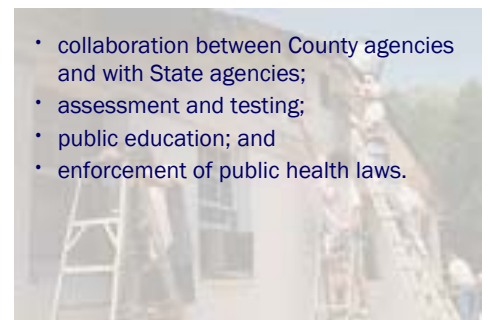 • collaboration between County agencies
and with State agencies;
• assessment and testing;
• public education; and
• enforcement of public health laws.